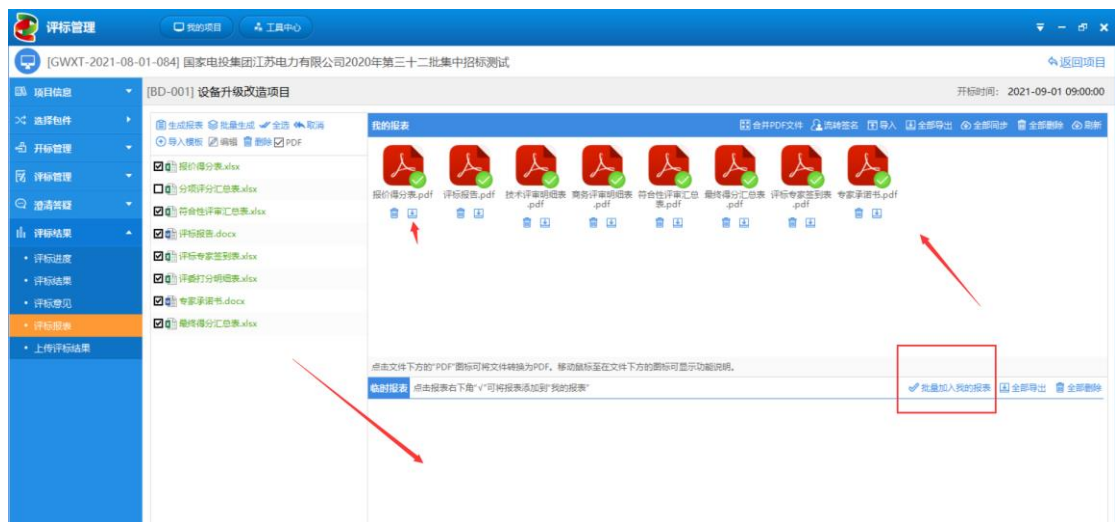 评标管理
我的项目
工具中心
[GWXT-2021-08-01-084] 国家电投集团江苏电力有限公司2020年第三十二批集中招标测试
返回项目
项目信息
选择包件
开标管理
评标管理
澄清答疑
评标结果
• 评标进度
• 评标结果
• 评标意见
• 评标报表
• 上传评标结果
[BD-001] 设备升级改造项目
开标时间: 2021-09-01 09:00:00
生成报表 批量生成 全选 取消
导入模板 编辑 删除 PDF
报价得分表.xlsx
分项评分汇总表.xlsx
符合性评审汇总表.xlsx
评标报告.docx
评标专家签到表.xlsx
评委打分明细表.xlsx
专家承诺书.docx
最终得分汇总表.xlsx
我的报表
合并PDF文件 流转签名 导入 全部导出 全部同步 全部删除 刷新
报价得分表.pdf
评标报告.pdf
技术评审明细表
.pdf
商务评审明细表
.pdf
符合性评审汇总
表.pdf
最终得分汇总表
.pdf
评标专家签到表
.pdf
专家承诺书.pdf
点击文件下方的"PDF"图标可将文件转换为PDF。移动鼠标至在文件下方的图标可显示功能说明。
临时报表 点击报表右下角"√"可将报表添加到"我的报表"
批量加入我的报表 全部导出 全部删除